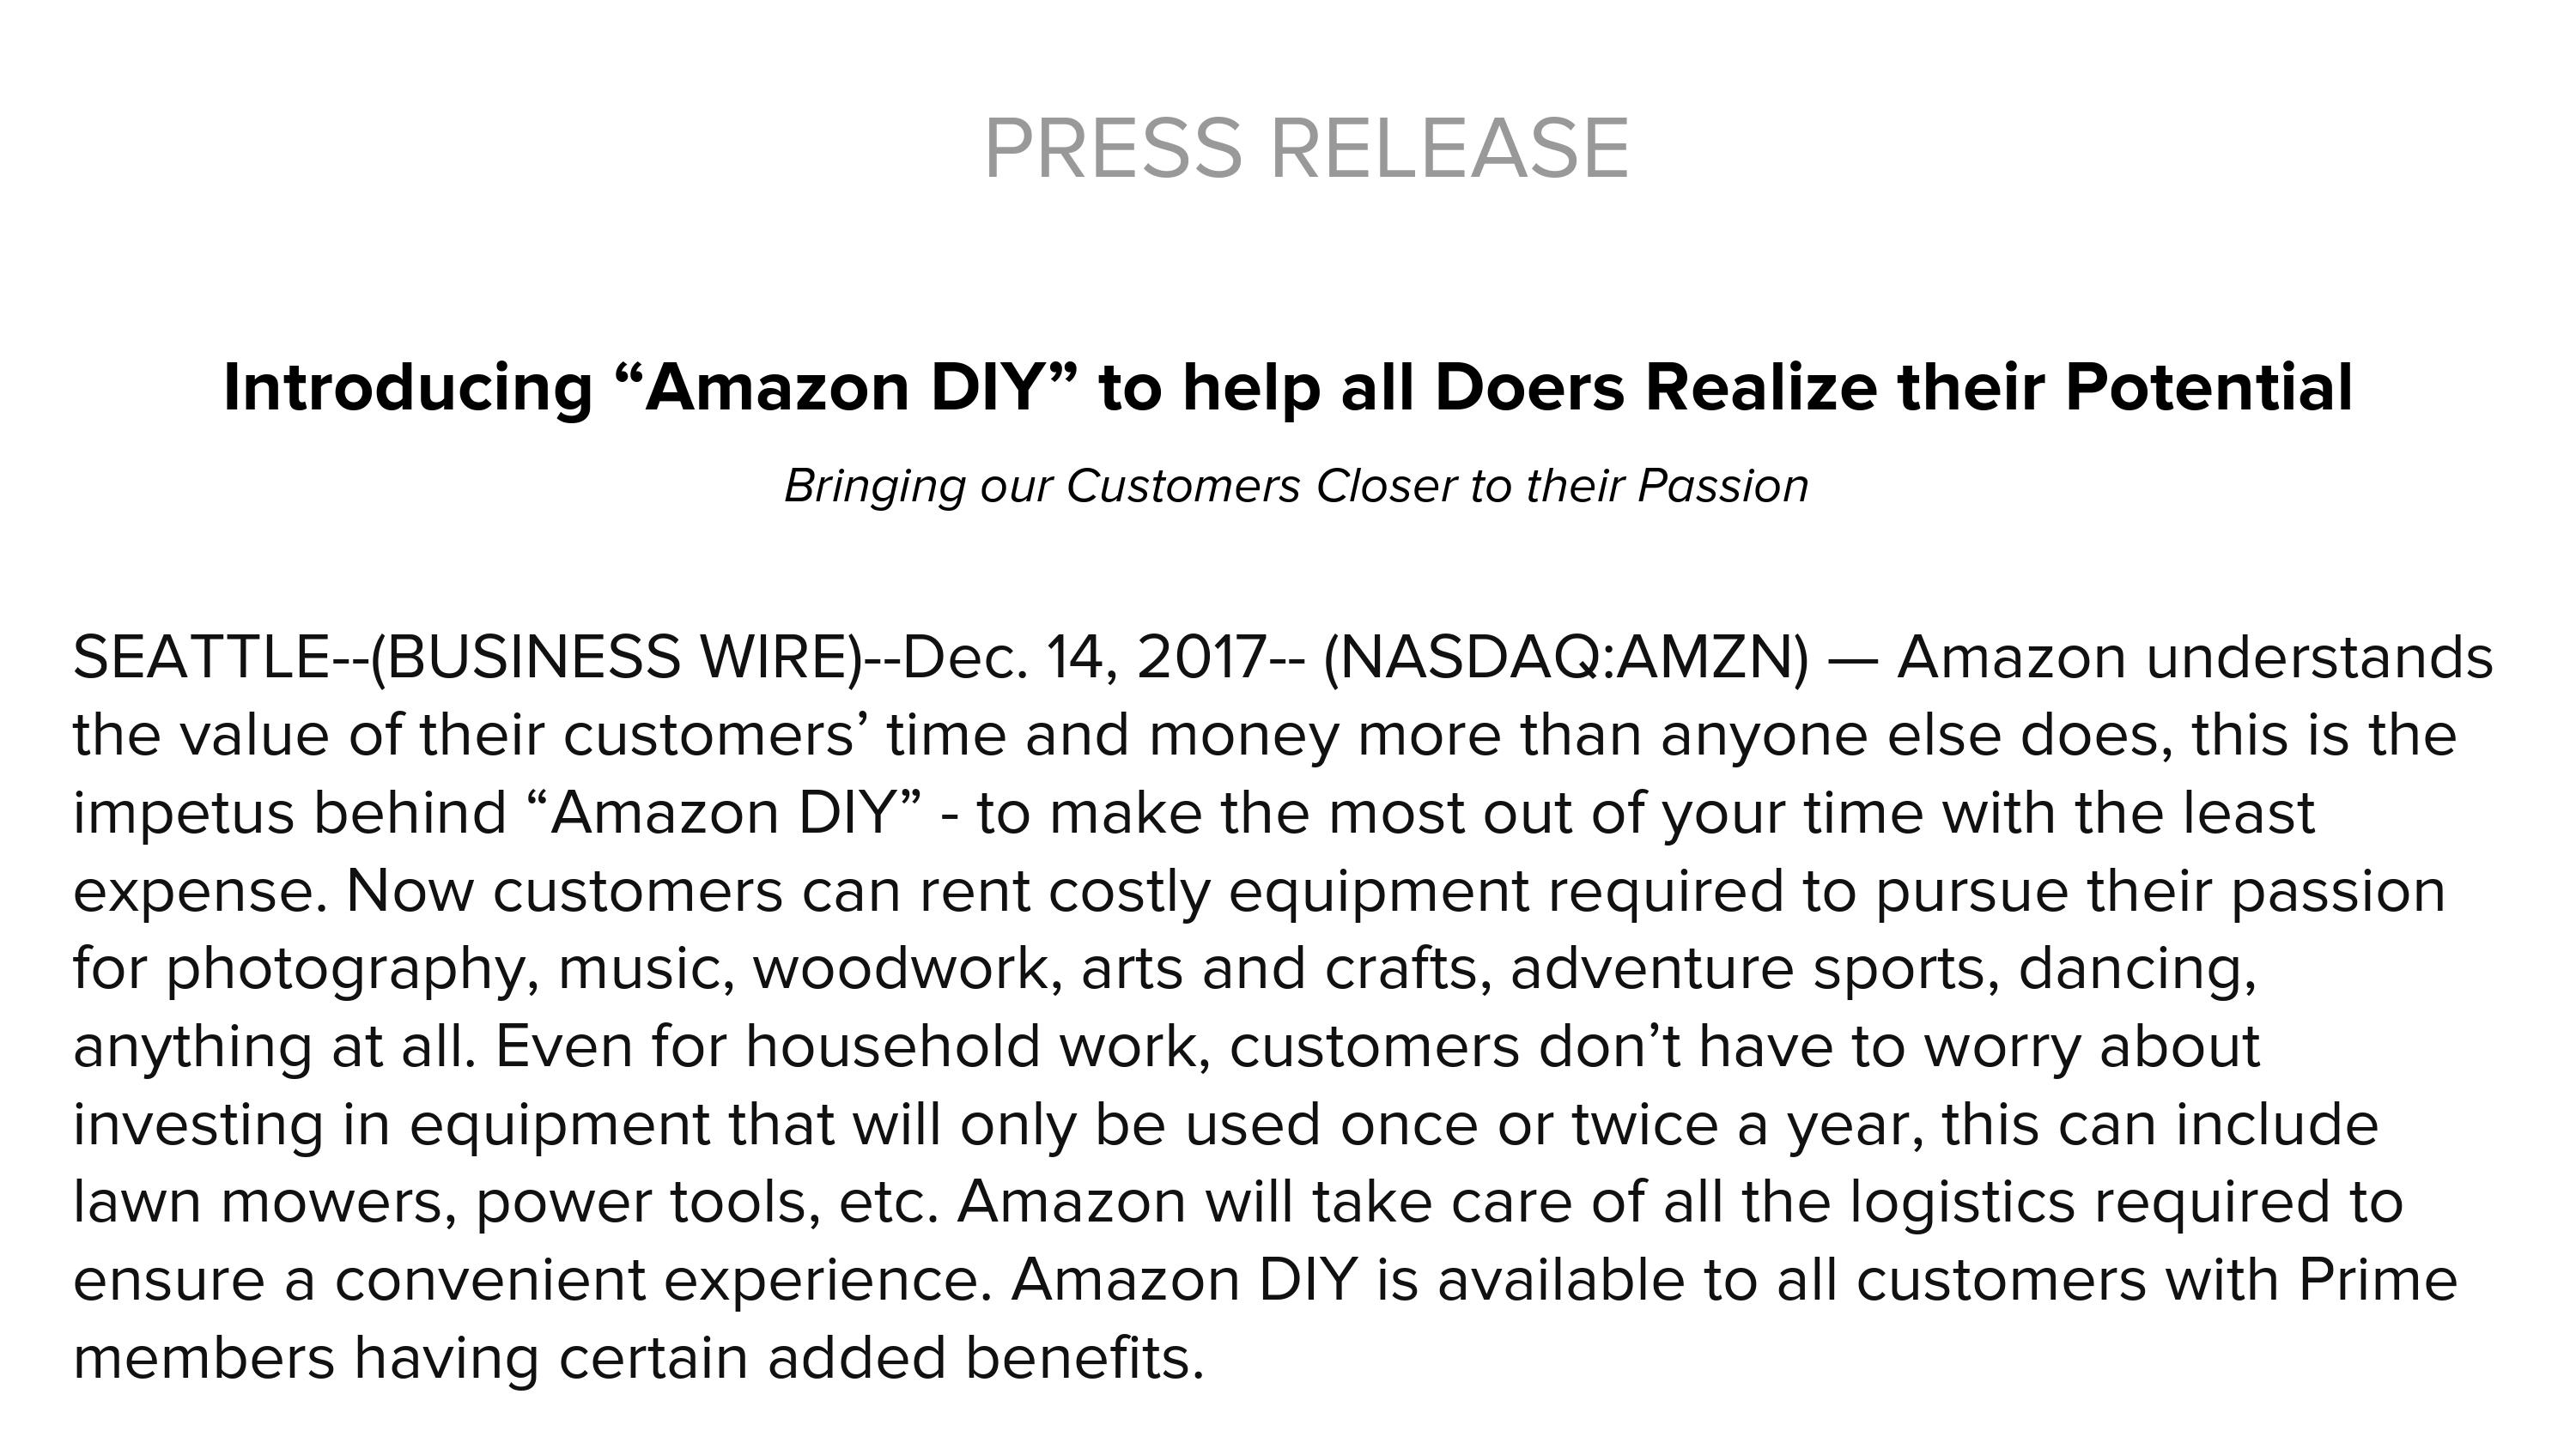 PRESS RELEASE
Introducing “Amazon DIY” to help all Doers Realize their Potential
Bringing our Customers Closer to their Passion
SEATTLE--(BUSINESS WIRE)--Dec. 14, 2017-- (NASDAQ:AMZN) — Amazon understands
the value of their customers’ time and money more than anyone else does, this is the
impetus behind “Amazon DIY” - to make the most out of your time with the least
expense. Now customers can rent costly equipment required to pursue their passion
for photography, music, woodwork, arts and crafts, adventure sports, dancing,
anything at all. Even for household work, customers don’t have to worry about
investing in equipment that will only be used once or twice a year, this can include
lawn mowers, power tools, etc. Amazon will take care of all the logistics required to
ensure a convenient experience. Amazon DIY is available to all customers with Prime
members having certain added benefits.